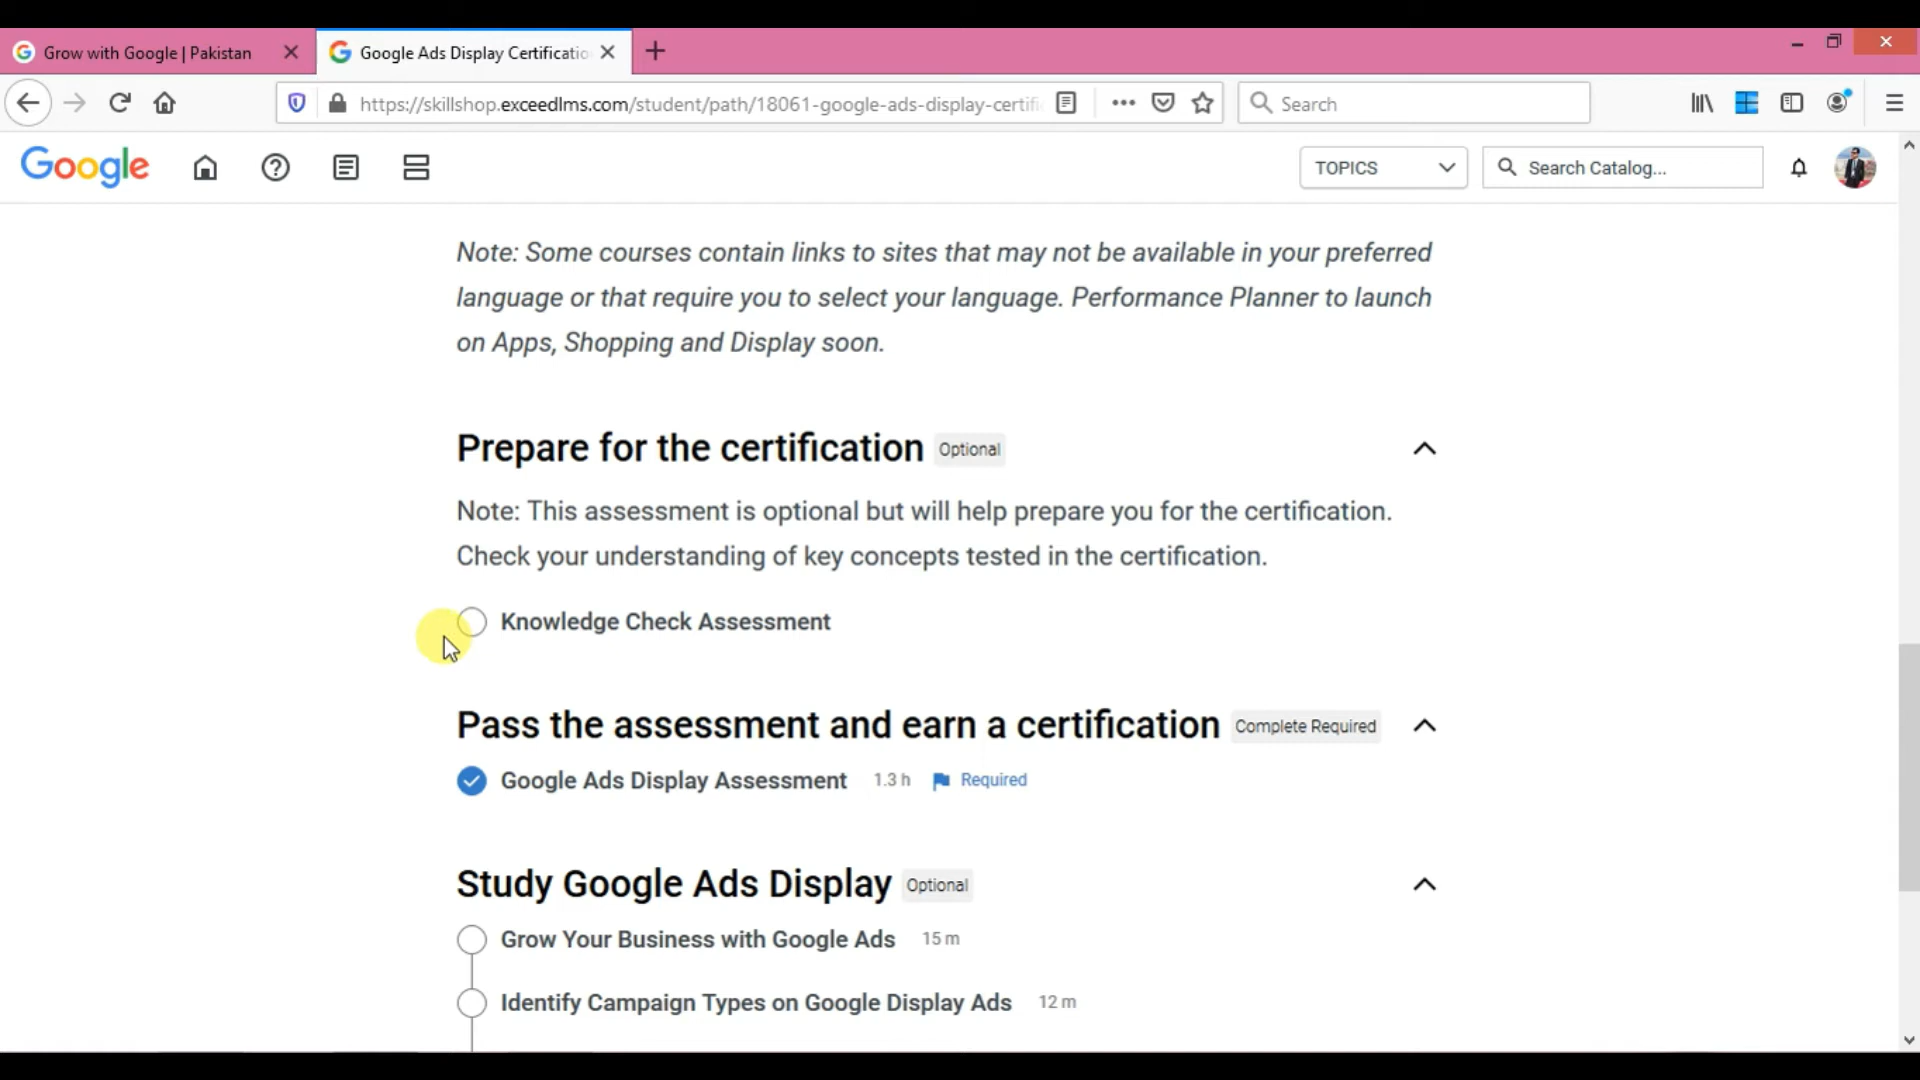 Grow with Google | Pakistan
Google Ads Display Certificatio
https://skillshop.exceedlms.com/student/path/18061-google-ads-display-certifi
Search
Google
TOPICS
Search Catalog...
Note: Some courses contain links to sites that may not be available in your preferred
language or that require you to select your language. Performance Planner to launch
on Apps, Shopping and Display soon.
Prepare for the certification Optional
Note: This assessment is optional but will help prepare you for the certification.
Check your understanding of key concepts tested in the certification.
Knowledge Check Assessment
Pass the assessment and earn a certification Complete Required
Google Ads Display Assessment 1.3 h Required
Study Google Ads Display Optional
Grow Your Business with Google Ads 15 m
Identify Campaign Types on Google Display Ads 12 m